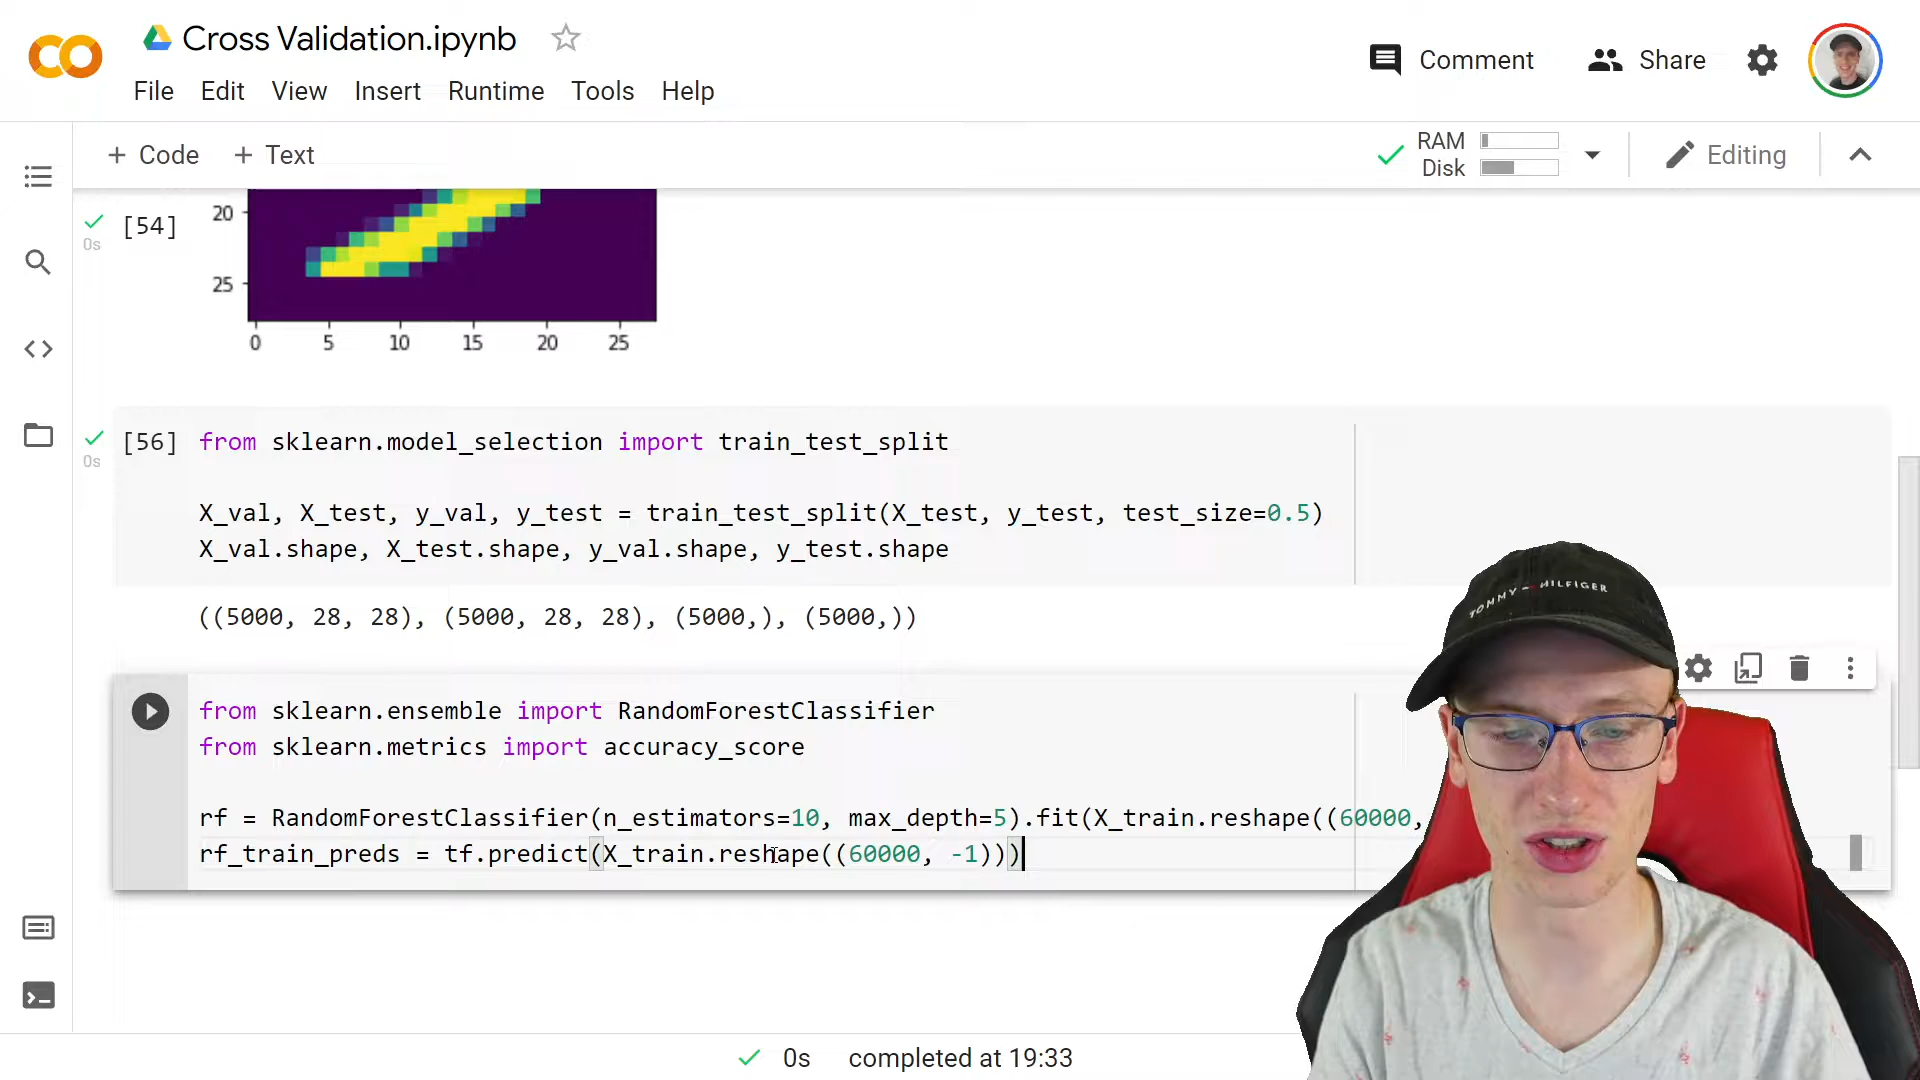 Cross Validation.ipynb
Comment
Share
File Edit View Insert Runtime Tools Help
+ Code + Text
RAM
Disk
Editing
[54]
0s
20
25
0 5 10 15 20 25
[56]
0s
from sklearn.model_selection import train_test_split
X_val, X_test, y_val, y_test = train_test_split(X_test, y_test, test_size=0.5)
X_val.shape, X_test.shape, y_val.shape, y_test.shape
((5000, 28, 28), (5000, 28, 28), (5000,), (5000,))
from sklearn.ensemble import RandomForestClassifier
from sklearn.metrics import accuracy_score
rf = RandomForestClassifier(n_estimators=10, max_depth=5).fit(X_train.reshape((60000,
rf_train_preds = tf.predict(X_train.reshape((60000, -1)))
TOMMY HILFIGER
0s completed at 19:33